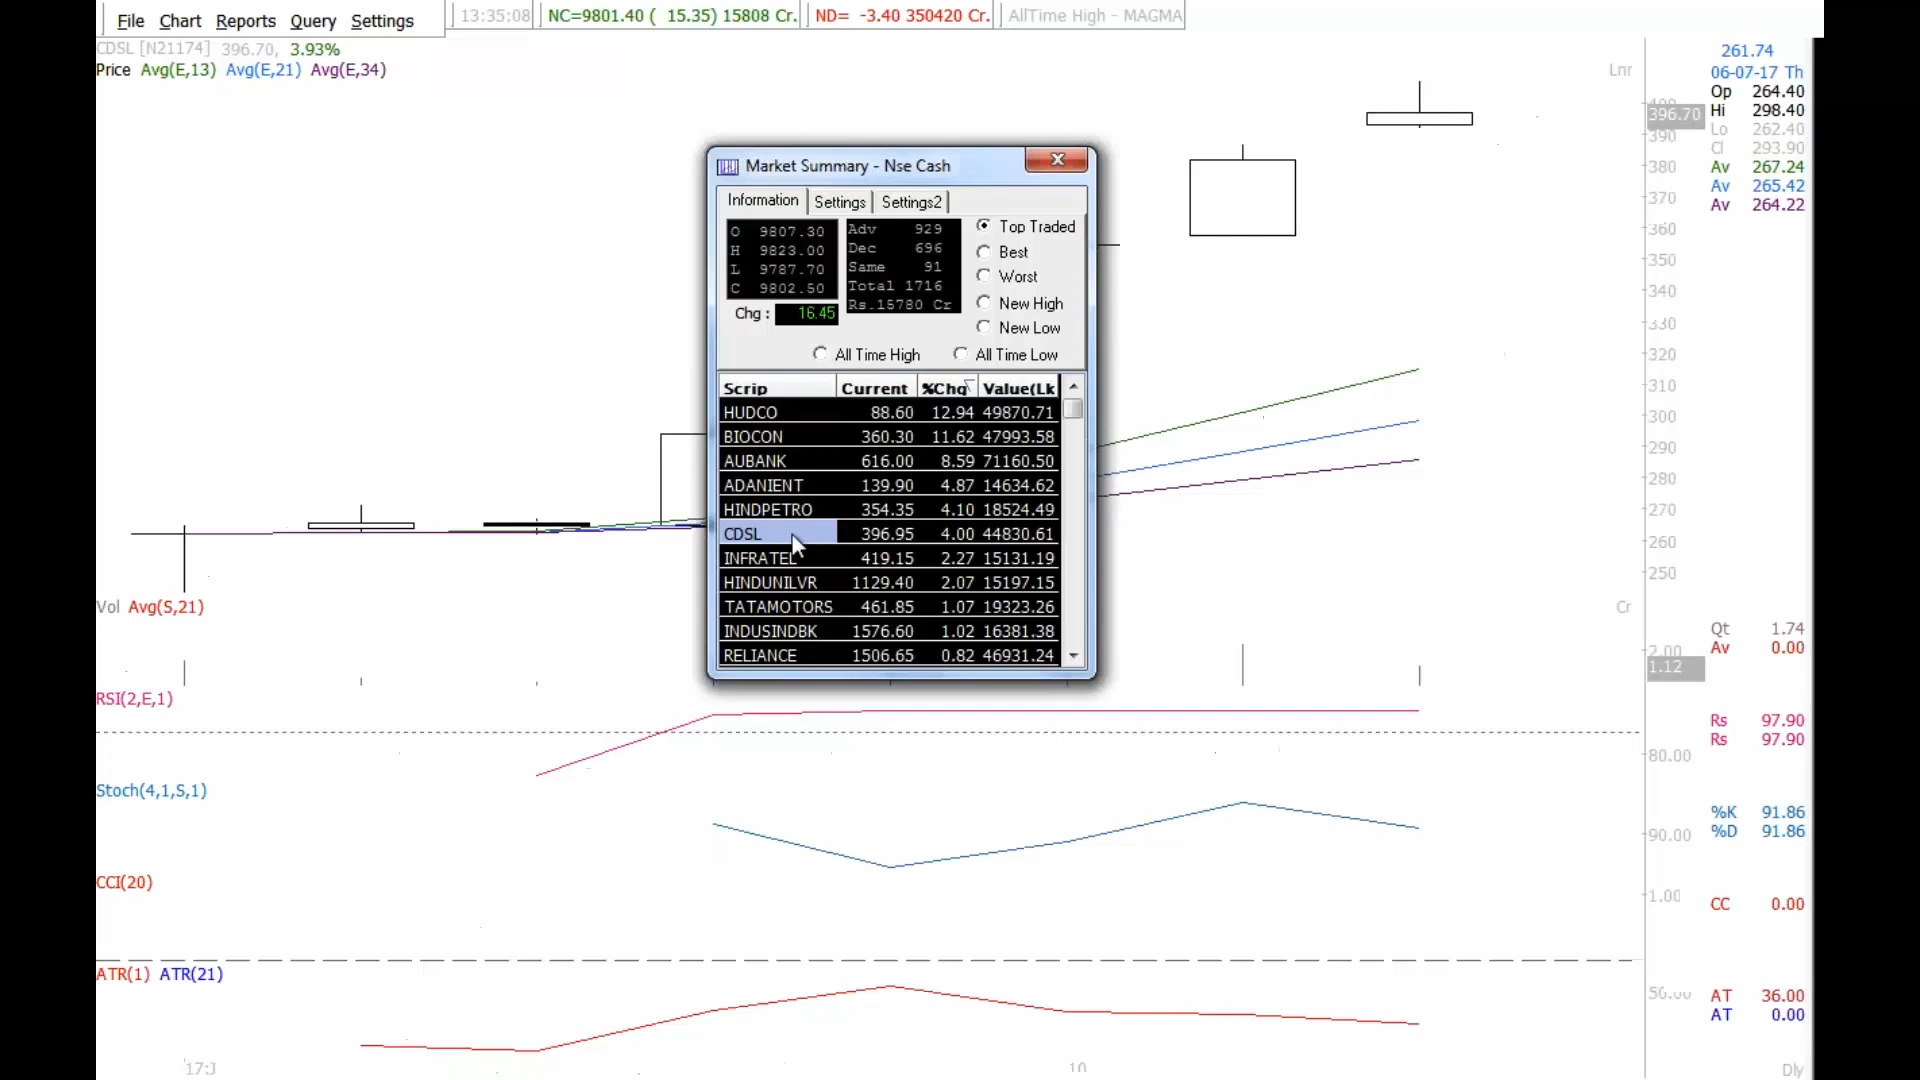 File Chart Reports Query Settings
13:35:08 NC=9801.40 ( 15.35) 15808 Cr. ND= -3.40 350420 Cr. AllTime High - MAGMA
CDSL [N21174] 396.70, 3.93%
Price Avg(E,13) Avg(E,21) Avg(E,34)
Lnr
261.74
06-07-17 Th
Op 264.40
Hi 298.40
Lo 262.40
Cl 293.90
Av 267.24
Av 265.42
Av 264.22
396.70
390
380
370
360
350
340
330
320
310
300
290
280
270
260
250
Market Summary - Nse Cash
Information Settings Settings2
O 9807.30
H 9823.00
L 9787.70
C 9802.50
Chg : 16.45
Adv 929
Dec 696
Same 91
Total 1716
Rs.15780 Cr
Top Traded
Best
Worst
New High
New Low
All Time High All Time Low
Scrip Current %Chg Value(Lk
HUDCO 88.60 12.94 49870.71
BIOCON 360.30 11.62 47993.58
AUBANK 616.00 8.59 71160.50
ADANIENT 139.90 4.87 14634.62
HINDPETRO 354.35 4.10 18524.49
CDSL 396.95 4.00 44830.61
INFRATEL 419.15 2.27 15131.19
HINDUNILVR 1129.40 2.07 15197.15
TATAMOTORS 461.85 1.07 19323.26
INDUSINDBK 1576.60 1.02 16381.38
RELIANCE 1506.65 0.82 46931.24
Vol Avg(S,21)
Cr
Qt 1.74
Av 0.00
2.00
1.12
RSI(2,E,1)
Rs 97.90
Rs 97.90
80.00
Stoch(4,1,S,1)
%K 91.86
%D 91.86
90.00
CCI(20)
1.00
CC 0.00
ATR(1) ATR(21)
50.00
AT 36.00
AT 0.00
17:J
10
Dly